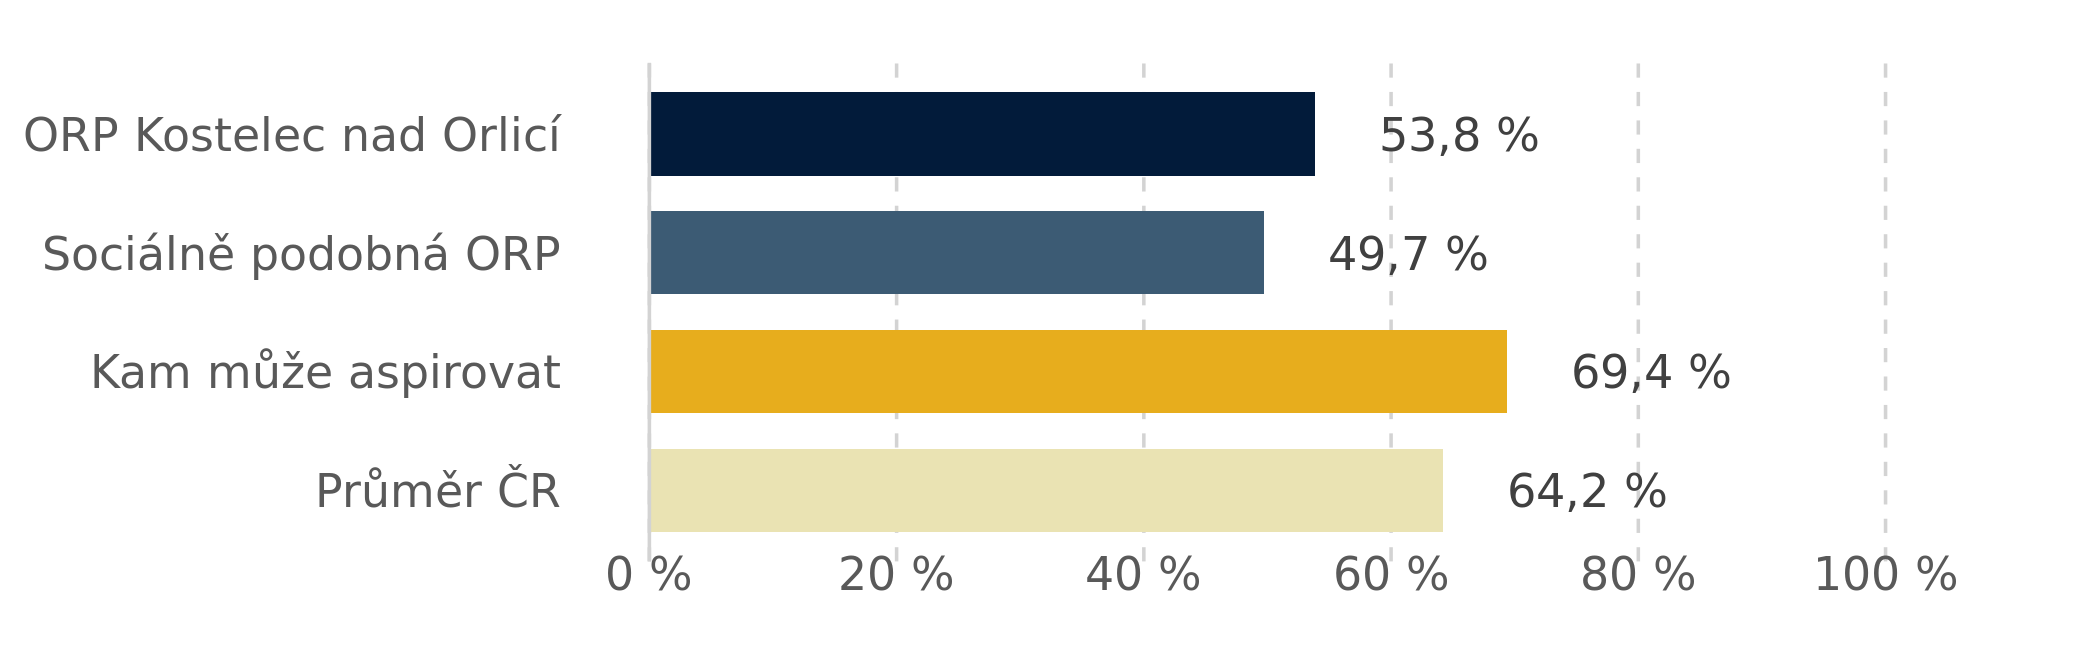 ORP Kostelec nad Orlicí 53,8 %
Sociálně podobná ORP 49,7 %
Kam může aspirovat 69,4 %
Průměr ČR 64,2 %
0 % 20 % 40 % 60 % 80 % 100 %